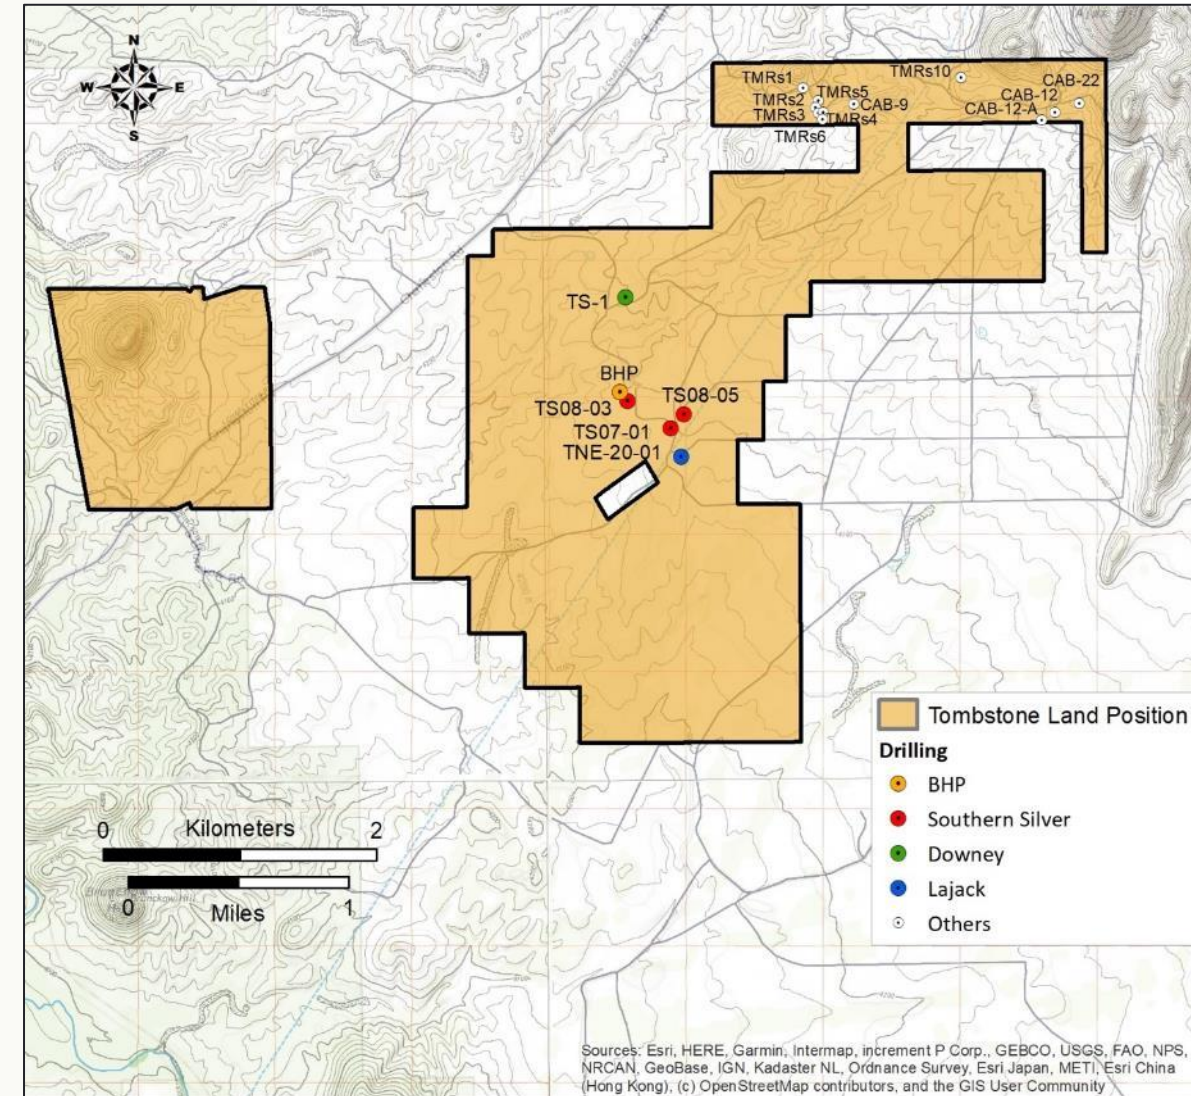 N
W E
S
TMRs1
TMRs10
CAB-22
TMRs2
TMRs5
CAB-12
TMRs3
CAB-9
CAB-12-A
TMRs4
TMRs6
TS-1
BHP
TS08-03
TS08-05
TS07-01
TNE-20-01
Tombstone Land Position
Drilling
BHP
Southern Silver
Downey
Lajack
Others
0 Kilometers 2
0 Miles 1
Sources: Esri, HERE, Garmin, Intermap, increment P Corp., GEBCO, USGS, FAO, NPS,
NRCAN, GeoBase, IGN, Kadaster NL, Ordnance Survey, Esri Japan, METI, Esri China
(Hong Kong), (c) OpenStreetMap contributors, and the GIS User Community